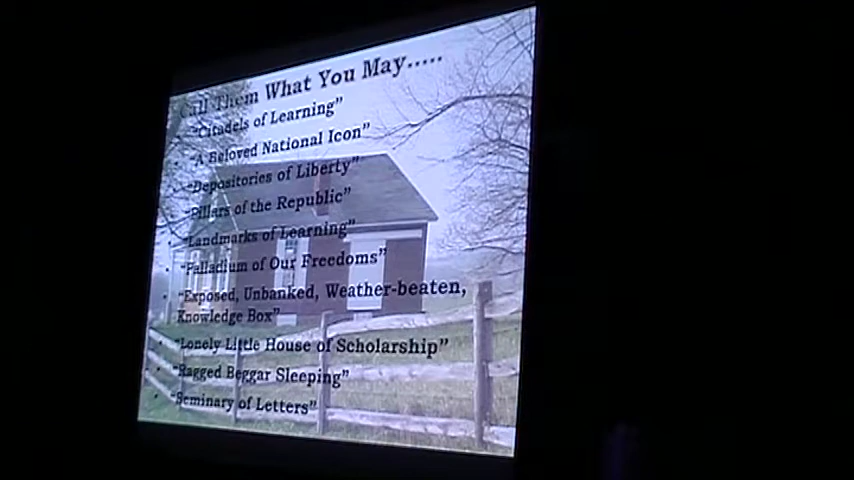 Call Them What You May.....
• "Citadels of Learning"
• "A Beloved National Icon"
• "Depositories of Liberty"
• "Pillars of the Republic"
• "Landmarks of Learning"
• "Palladium of Our Freedoms"
• "Exposed, Unbanked, Weather-beaten,
Knowledge Box"
• "Lonely Little House of Scholarship"
• "Ragged Beggar Sleeping"
• "Seminary of Letters"